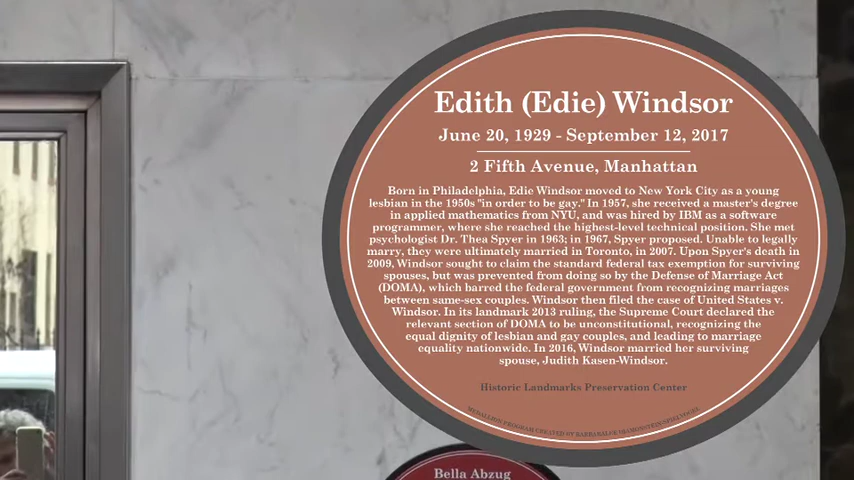 Edith (Edie) Windsor
June 20, 1929 - September 12, 2017
2 Fifth Avenue, Manhattan
Born in Philadelphia, Edie Windsor moved to New York City as a young
lesbian in the 1950s "in order to be gay." In 1957, she received a master's degree
in applied mathematics from NYU, and was hired by IBM as a software
programmer, where she reached the highest-level technical position. She met
psychologist Dr. Thea Spyer in 1963; in 1967, Spyer proposed. Unable to legally
marry, they were ultimately married in Toronto, in 2007. Upon Spyer's death in
2009, Windsor sought to claim the standard federal tax exemption for surviving
spouses, but was prevented from doing so by the Defense of Marriage Act
(DOMA), which barred the federal government from recognizing marriages
between same-sex couples. Windsor then filed the case of United States v.
Windsor. In its landmark 2013 ruling, the Supreme Court declared the
relevant section of DOMA to be unconstitutional, recognizing the
equal dignity of lesbian and gay couples, and leading to marriage
equality nationwide. In 2016, Windsor married her surviving
spouse, Judith Kasen-Windsor.
Historic Landmarks Preservation Center
MEDALLION PROGRAM CREATED BY
Bella Abzug